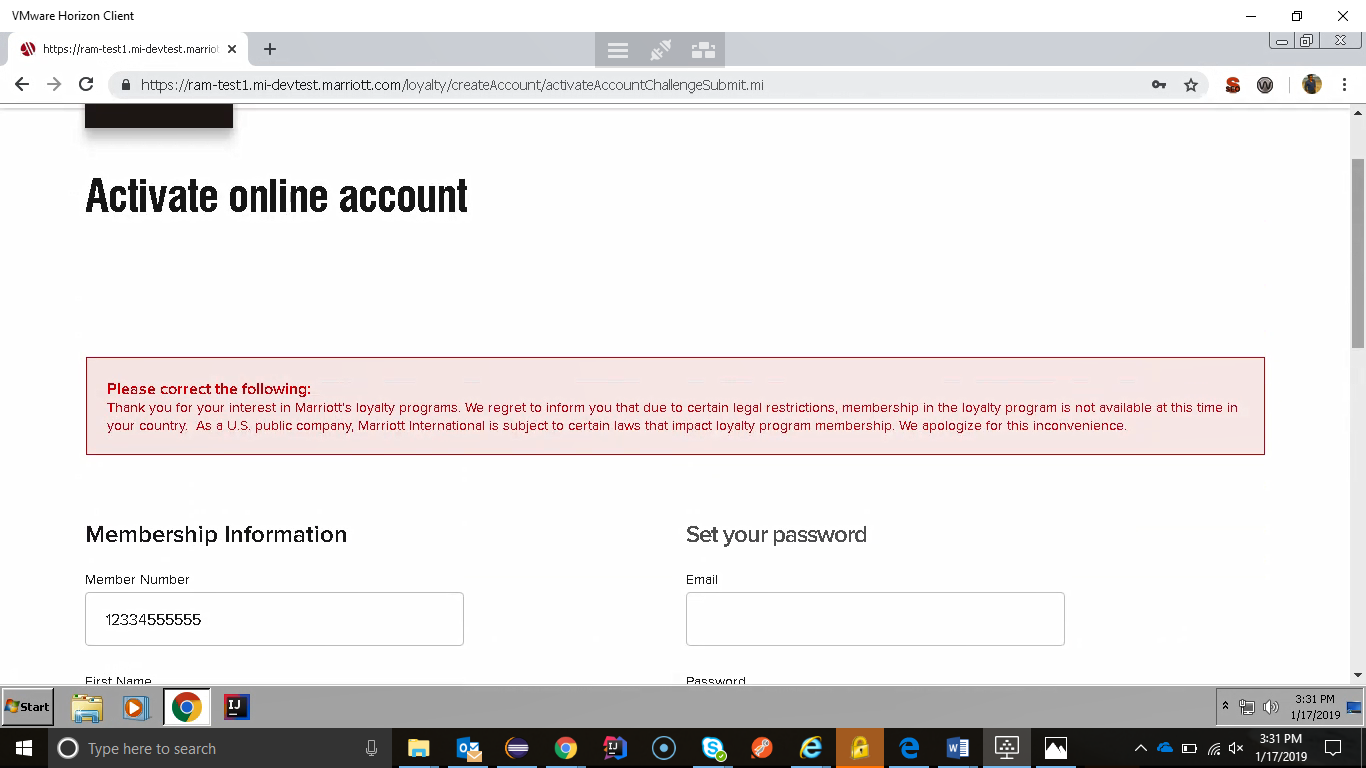 VMware Horizon Client
https://ram-test1.mi-devtest.marriot
https://ram-test1.mi-devtest.marriott.com/loyalty/createAccount/activateAccountChallengeSubmit.mi
Activate online account
Please correct the following:
Thank you for your interest in Marriott's loyalty programs. We regret to inform you that due to certain legal restrictions, membership in the loyalty program is not available at this time in
your country.  As a U.S. public company, Marriott International is subject to certain laws that impact loyalty program membership. We apologize for this inconvenience.
Membership Information
Set your password
Member Number
Email
12334555555
First Name
Password
Start
3:31 PM
1/17/2019
Type here to search
3:31 PM
1/17/2019